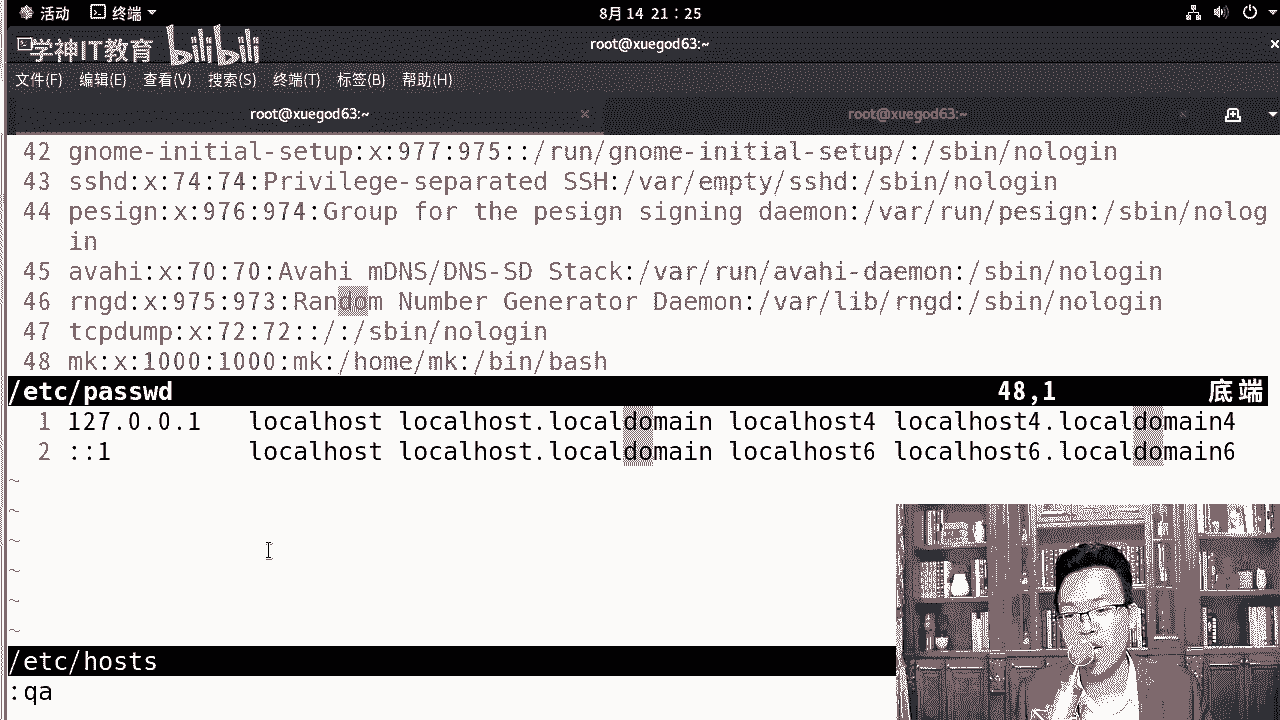 活动 终端 8月14 21：25
学神IT教育 bilibili root@xuegod63:~ ×
文件(F) 编辑(E) 查看(V) 搜索(S) 终端(T) 标签(B) 帮助(H)
root@xuegod63:~ × root@xuegod63:~ ×
42 gnome-initial-setup:x:977:975::/run/gnome-initial-setup/:/sbin/nologin
43 sshd:x:74:74:Privilege-separated SSH:/var/empty/sshd:/sbin/nologin
44 pesign:x:976:974:Group for the pesign signing daemon:/var/run/pesign:/sbin/nolog
in
45 avahi:x:70:70:Avahi mDNS/DNS-SD Stack:/var/run/avahi-daemon:/sbin/nologin
46 rngd:x:975:973:Random Number Generator Daemon:/var/lib/rngd:/sbin/nologin
47 tcpdump:x:72:72::/:/sbin/nologin
48 mk:x:1000:1000:mk:/home/mk:/bin/bash
/etc/passwd 48,1 底端
1 127.0.0.1 localhost localhost.localdomain localhost4 localhost4.localdomain4
2 ::1 localhost localhost.localdomain localhost6 localhost6.localdomain6
~
~
~
~
~
~
/etc/hosts
:qa